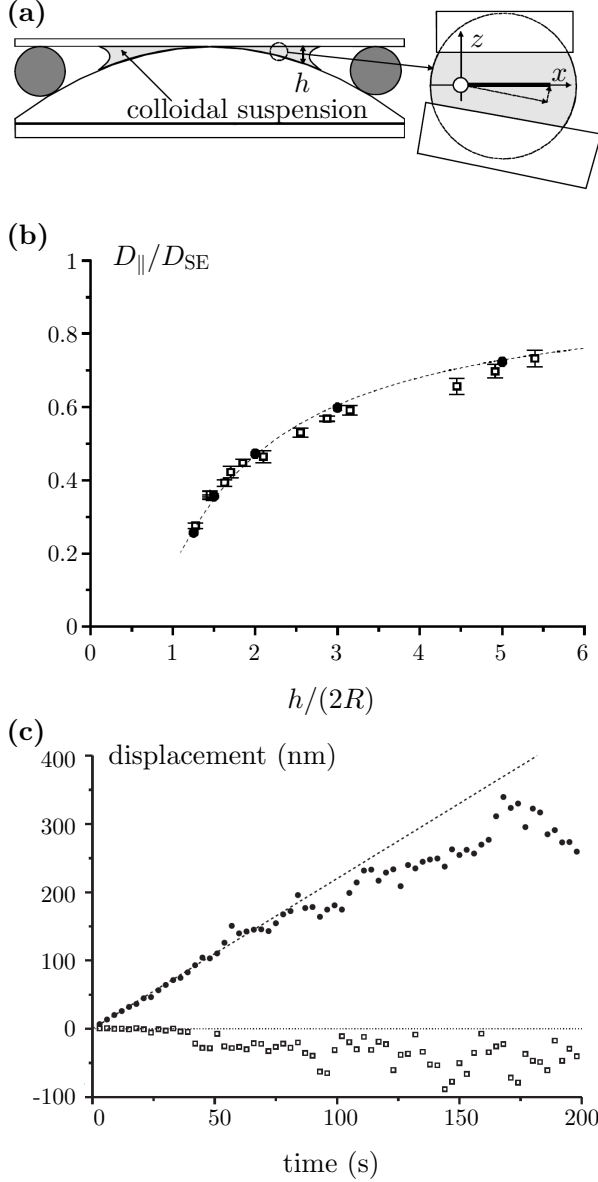 (a)
z
x
h
colloidal suspension
(b)
D∥/D_SE
1
0.8
0.6
0.4
0.2
0
0 1 2 3 4 5 6
h/(2R)
(c)
displacement (nm)
400
300
200
100
0
-100
0 50 100 150 200
time (s)